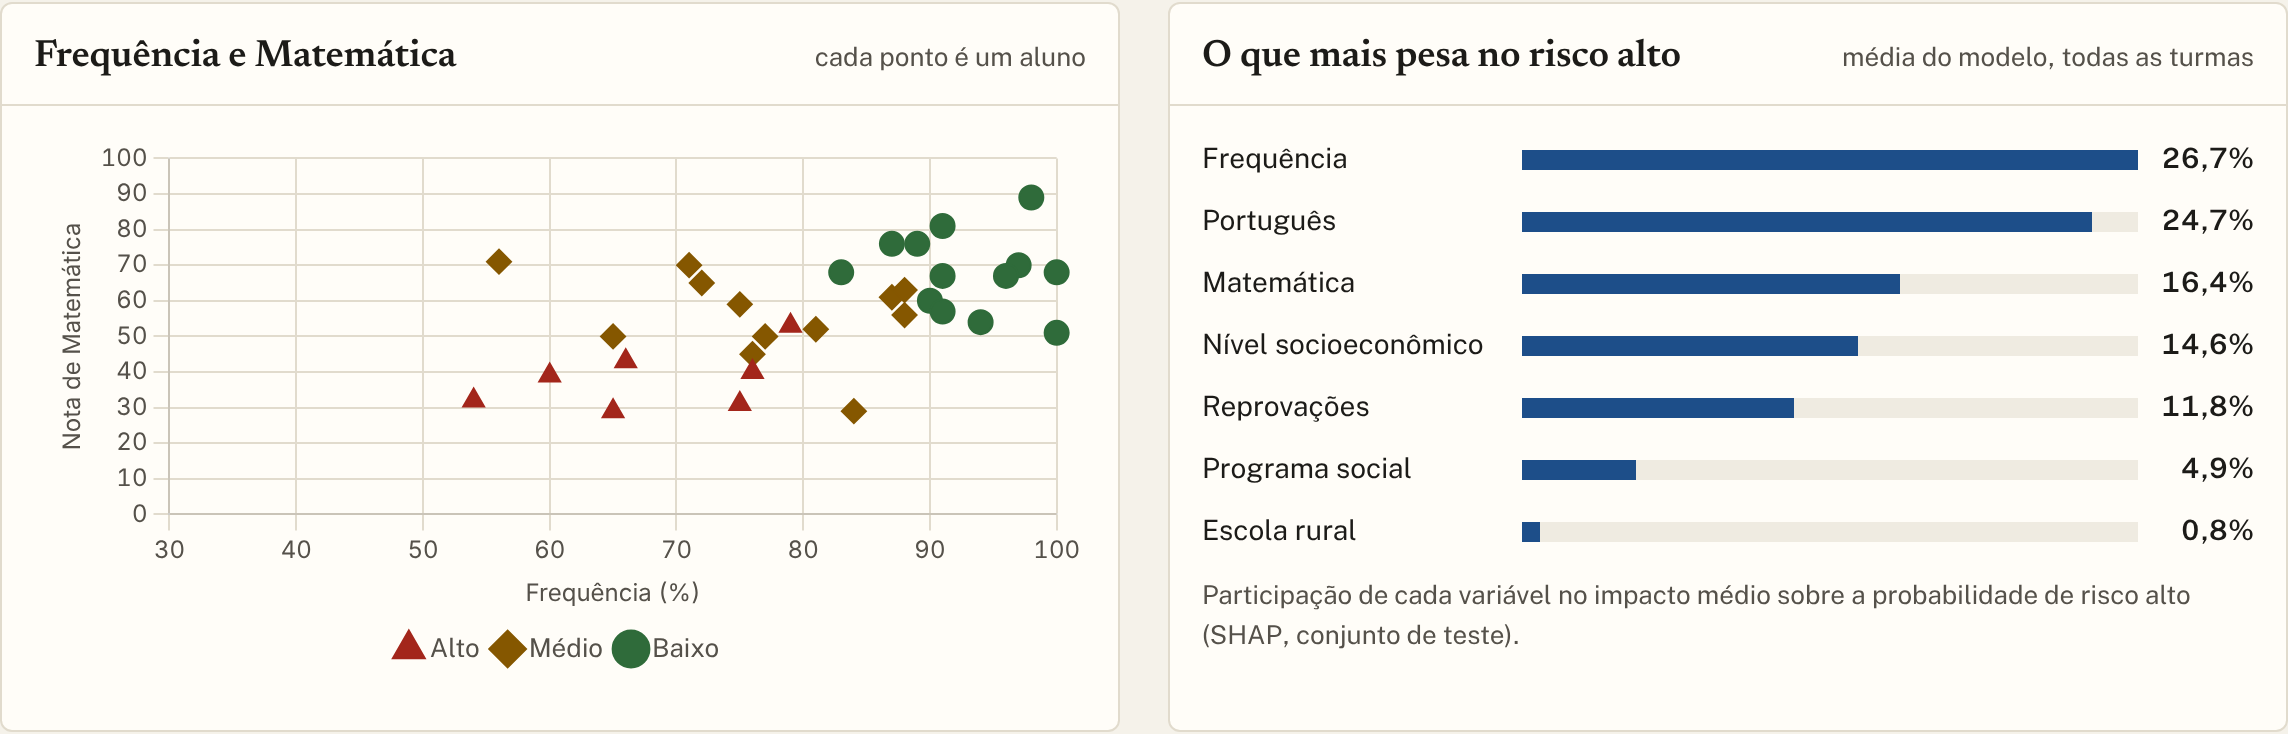 Frequência e Matemática
cada ponto é um aluno
100
90
80
70
60
50
40
30
20
10
0
Nota de Matemática
30 40 50 60 70 80 90 100
Frequência (%)
Alto Médio Baixo
O que mais pesa no risco alto
média do modelo, todas as turmas
Frequência 26,7%
Português 24,7%
Matemática 16,4%
Nível socioeconômico 14,6%
Reprovações 11,8%
Programa social 4,9%
Escola rural 0,8%
Participação de cada variável no impacto médio sobre a probabilidade de risco alto
(SHAP, conjunto de teste).